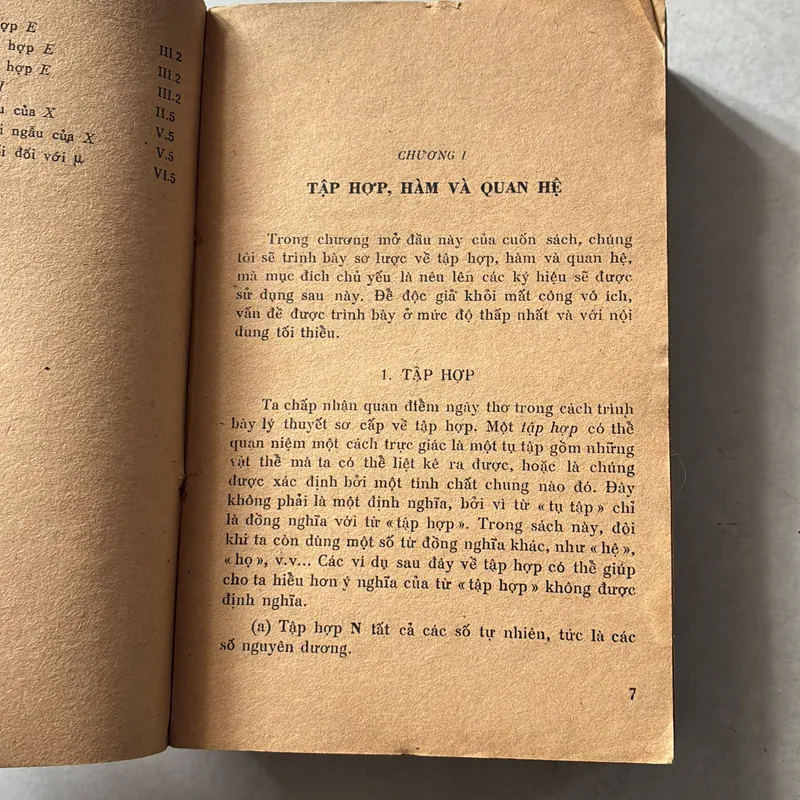 hợp E
hợp E III.2
hợp E III.2
III.2
của X II.5
ngẫu của X V.5
đối với μ V.5
VI.5
CHƯƠNG I
TẬP HỢP, HÀM VÀ QUAN HỆ
Trong chương mở đầu này của cuốn sách, chúng
tôi sẽ trình bày sơ lược về tập hợp, hàm và quan hệ,
mà mục đích chủ yếu là nêu lên các ký hiệu sẽ được
sử dụng sau này. Để độc giả khỏi mất công vô ích,
vấn đề được trình bày ở mức độ thấp nhất và với nội
dung tối thiểu.
1. TẬP HỢP
Ta chấp nhận quan điểm ngày thơ trong cách trình
bày lý thuyết sơ cấp về tập hợp. Một tập hợp có thể
quan niệm một cách trực giác là một tụ tập gồm những
vật thể mà ta có thể liệt kê ra được, hoặc là chúng
được xác định bởi một tính chất chung nào đó. Đây
không phải là một định nghĩa, bởi vì từ «tụ tập» chỉ
là đồng nghĩa với từ «tập hợp». Trong sách này, đôi
khi ta còn dùng một số từ đồng nghĩa khác, như «hệ»,
«họ», v.v... Các ví dụ sau đây về tập hợp có thể giúp
cho ta hiểu hơn ý nghĩa của từ «tập hợp» không được
định nghĩa.
(a) Tập hợp N tất cả các số tự nhiên, tức là các
số nguyên dương.
7